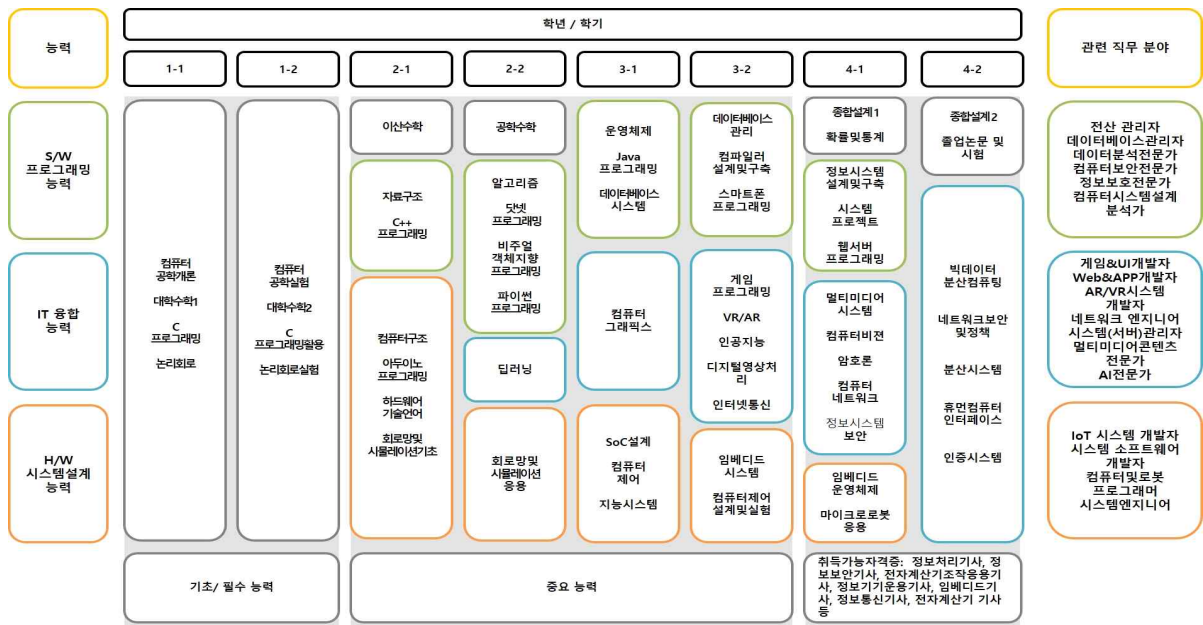 능력
학년 / 학기
관련 직무 분야
1-1
1-2
2-1
2-2
3-1
3-2
4-1
4-2
S/W
프로그래밍
능력
IT 융합
능력
H/W
시스템설계
능력
컴퓨터
공학개론
대학수학1
C
프로그래밍
논리회로
컴퓨터
공학실험
대학수학2
C
프로그래밍활용
논리회로실험
이산수학
자료구조
C++
프로그래밍
컴퓨터구조
아두이노
프로그래밍
하드웨어
기술언어
회로망및
시물레이션기초
공학수학
알고리즘
닷넷
프로그래밍
비주얼
객체지향
프로그래밍
파이썬
프로그래밍
딥러닝
회로망및
시뮬레이션
응용
운영체제
Java
프로그래밍
데이터베이스
시스템
컴퓨터
그래픽스
SoC설계
컴퓨터
제어
지능시스템
데이터베이스
관리
컴파일러
설계및구축
스마트폰
프로그래밍
게임
프로그래밍
VR/AR
인공지능
디지털영상처
리
인터넷통신
임베디드
시스템
컴퓨터제어
설계및실험
종합설계1
확률및통계
정보시스템
설계및구축
시스템
프로젝트
웹서버
프로그래밍
멀티미디어
시스템
컴퓨터비젼
암호론
컴퓨터
네트워크
정보시스템
보안
임베디드
운영체제
마이크로로봇
응용
종합설계2
졸업논문 및
시험
빅데이터
분산컴퓨팅
네트워크보안
및정책
분산시스템
휴먼컴퓨터
인터페이스
인증시스템
전산 관리자
데이터베이스관리자
데이터분석전문가
컴퓨터보안전문가
정보보호전문가
컴퓨터시스템설계
분석가
게임&UI개발자
Web&APP개발자
AR/VR시스템
개발자
네트워크 엔지니어
시스템(서버)관리자
멀티미디어콘텐츠
전문가
AI전문가
IoT 시스템 개발자
시스템 소프트웨어
개발자
컴퓨터및로봇
프로그래머
시스템엔지니어
기초/ 필수 능력
중요 능력
취득가능자격증: 정보처리기사, 정
보보안기사, 전자계산기조작응용기
사, 정보기기운용기사, 임베디드기
사, 정보통신기사, 전자계산기 기사
등